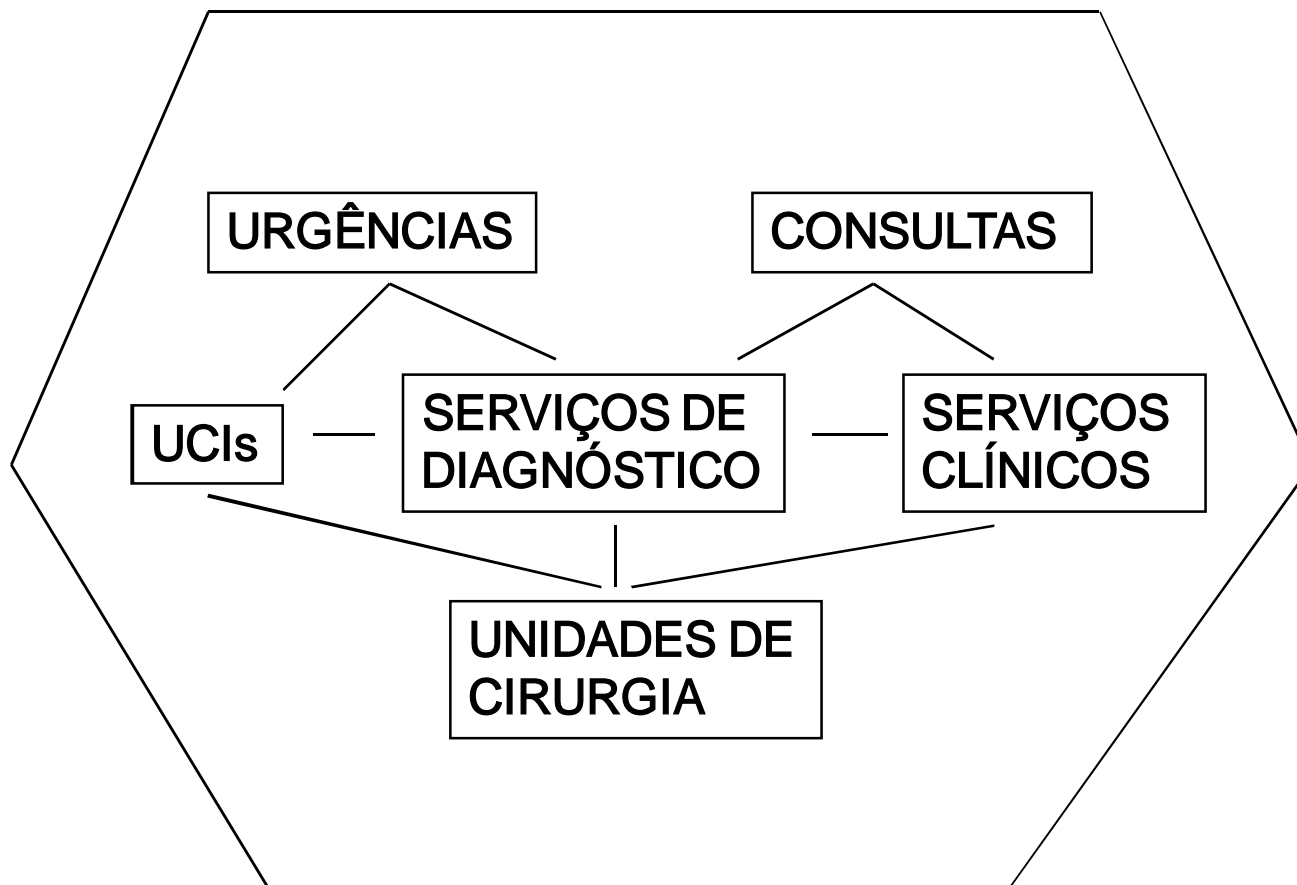 URGÊNCIAS
CONSULTAS
UCIs
SERVIÇOS DE
DIAGNÓSTICO
SERVIÇOS
CLÍNICOS
UNIDADES DE
CIRURGIA